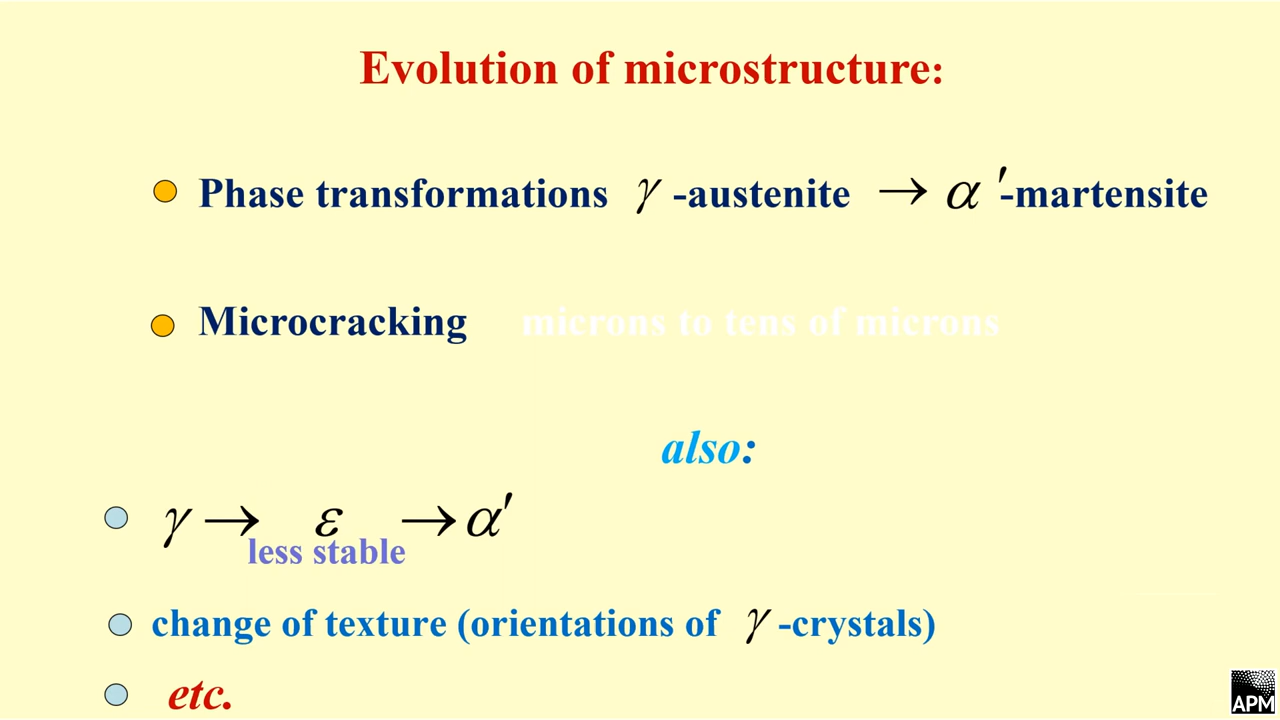 Evolution of microstructure:
Phase transformations γ -austenite → α′-martensite
Microcracking microns to tens of microns
also:
γ → ε → α′
less stable
change of texture (orientations of γ -crystals)
etc.
APM